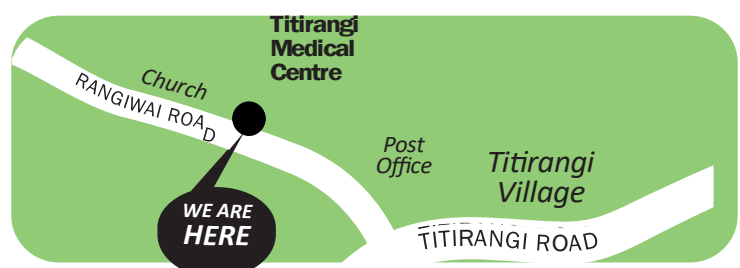 Titirangi
Medical
Centre
Church
RANGIWAI ROAD
Post
Office
Titirangi
Village
WE ARE
HERE
TITIRANGI ROAD